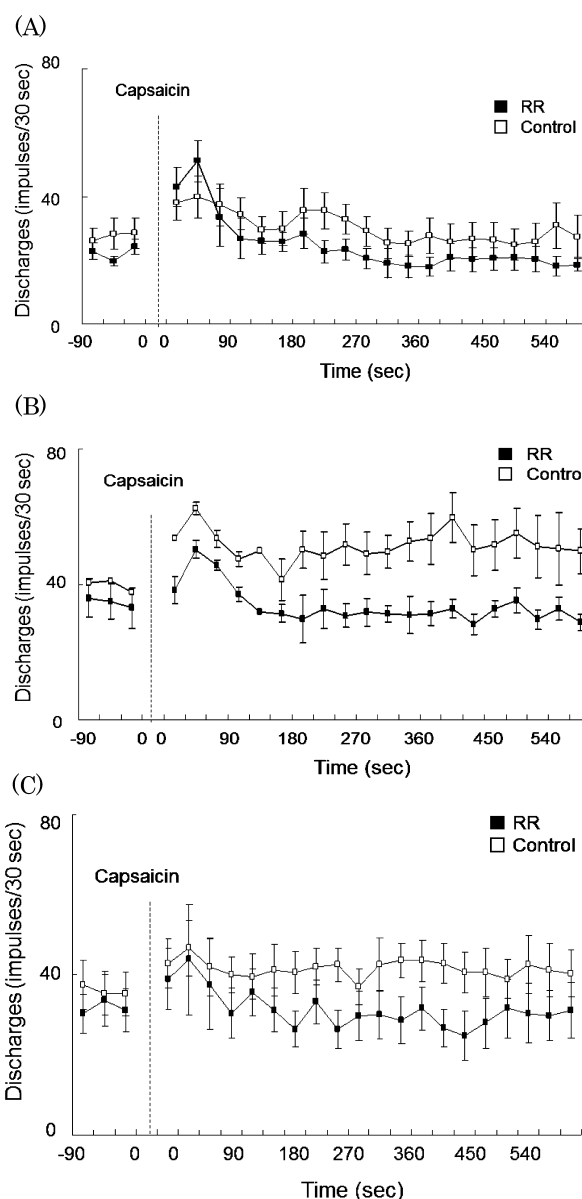 (A)
80
Capsaicin
RR
Control
40
0
Discharges (impulses/30 sec)
-90 0 0 90 180 270 360 450 540
Time (sec)
(B)
80
Capsaicin
RR
Control
40
0
Discharges (impulses/30 sec)
-90 0 0 90 180 270 360 450 540
Time (sec)
(C)
80
Capsaicin
RR
Control
40
0
Discharges (impulses/30 sec)
-90 0 0 90 180 270 360 450 540
Time (sec)